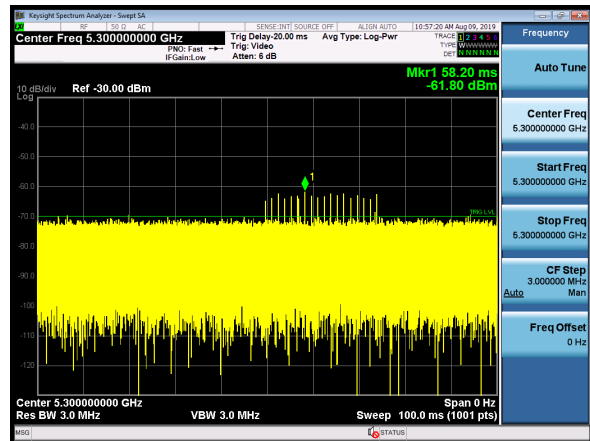 Keysight Spectrum Analyzer - Swept SA
RF 50 Ω AC SENSE:INT SOURCE OFF ALIGN AUTO 10:57:20 AM Aug 09, 2019
Center Freq 5.300000000 GHz
PNO: Fast
IFGain:Low
Trig Delay-20.00 ms
Trig: Video
Atten: 6 dB
Avg Type: Log-Pwr
TRACE 1 2 3 4 5 6
TYPE WWWWWW
DET N N N N N N
Mkr1 58.20 ms
-61.80 dBm
10 dB/div
Log
Ref -30.00 dBm
1
-40.0
-50.0
-60.0
-70.0
TRIG LVL
-80.0
-90.0
-100
-110
-120
Center 5.300000000 GHz
Span 0 Hz
Res BW 3.0 MHz
VBW 3.0 MHz
Sweep 100.0 ms (1001 pts)
MSG
STATUS
Frequency
Auto Tune
Center Freq
5.300000000 GHz
Start Freq
5.300000000 GHz
Stop Freq
5.300000000 GHz
CF Step
3.000000 MHz
Auto Man
Freq Offset
0 Hz